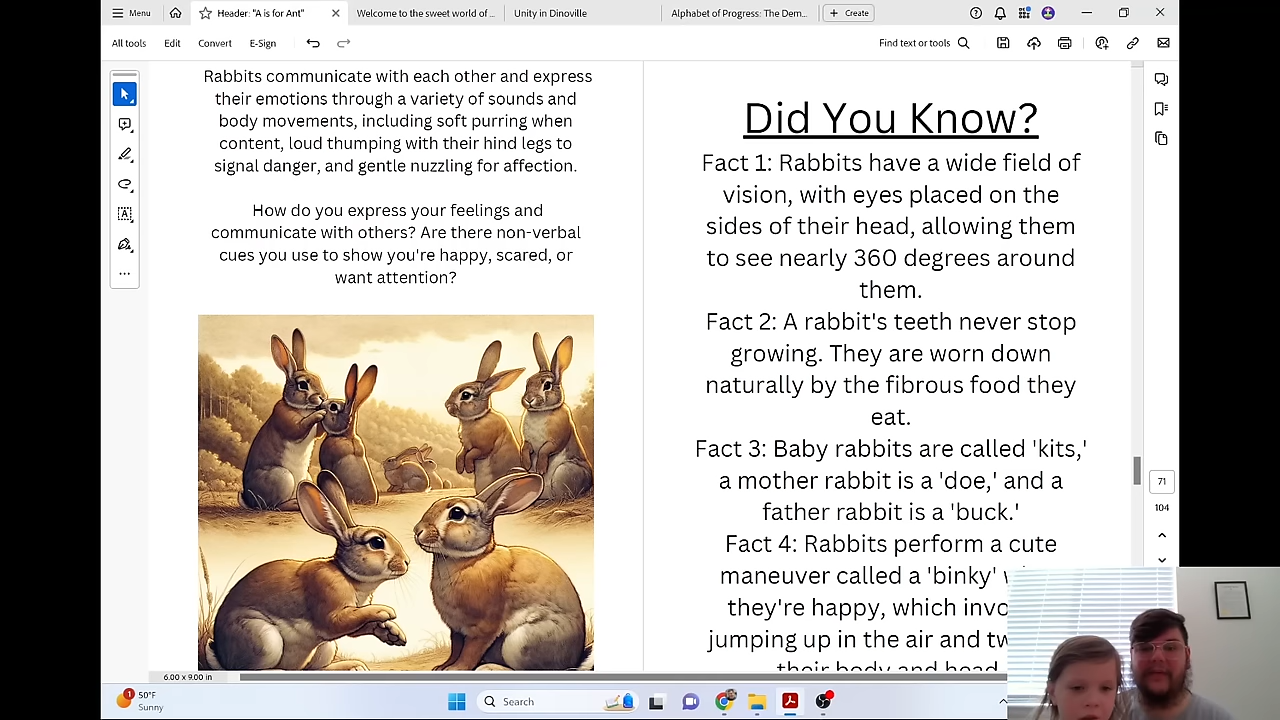 Menu
Header: "A is for Ant"
Welcome to the sweet world of ...
Unity in Ginoville
Alphabet of Progress: The Dem...
Create
All tools
Edit
Convert
E-Sign
Find text or tools
Rabbits communicate with each other and express
their emotions through a variety of sounds and
body movements, including soft purring when
content, loud thumping with their hind legs to
signal danger, and gentle nuzzling for affection.
How do you express your feelings and
communicate with others? Are there non-verbal
cues you use to show you're happy, scared, or
want attention?
Did You Know?
Fact 1: Rabbits have a wide field of
vision, with eyes placed on the
sides of their head, allowing them
to see nearly 360 degrees around
them.
Fact 2: A rabbit's teeth never stop
growing. They are worn down
naturally by the fibrous food they
eat.
Fact 3: Baby rabbits are called 'kits,'
a mother rabbit is a 'doe,' and a
father rabbit is a 'buck.'
Fact 4: Rabbits perform a cute
maneuver called a 'binky'
they're happy, which
jumping up in the air and
their body and head
71
104
6.00 x 9.00 in
1
50°F
Sunny
Search